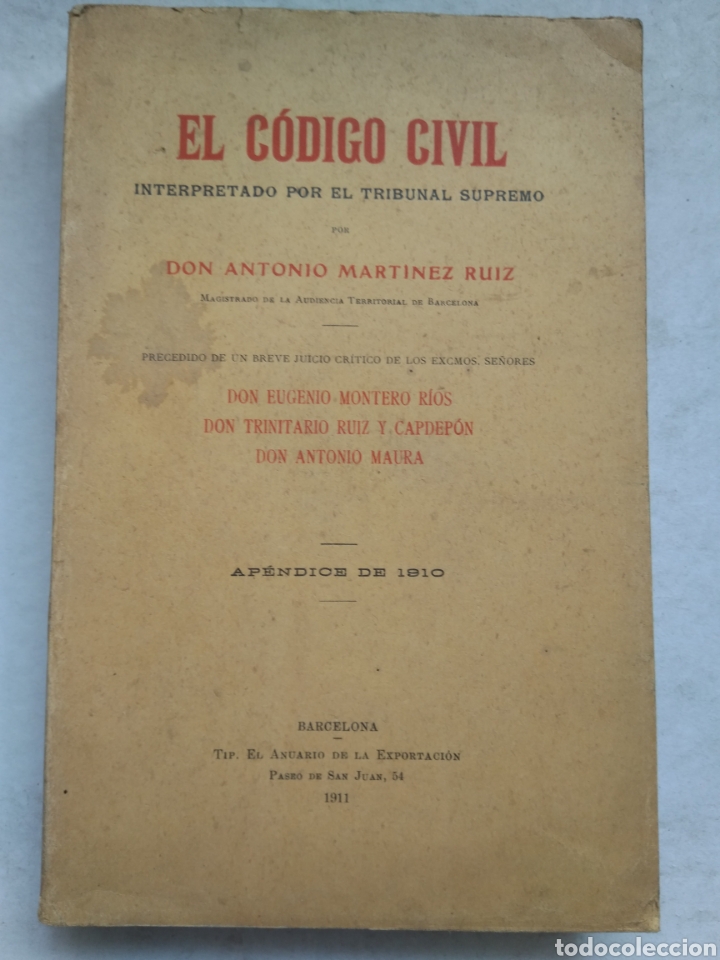 EL CÓDIGO CIVIL
INTERPRETADO POR EL TRIBUNAL SUPREMO
POR
DON ANTONIO MARTINEZ RUIZ
MAGISTRADO DE LA AUDIENCIA TERRITORIAL DE BARCELONA
PRECEDIDO DE UN BREVE JUICIO CRÍTICO DE LOS EXCMOS. SEÑORES
DON EUGENIO MONTERO RÍOS
DON TRINITARIO RUIZ Y CAPDEPÓN
DON ANTONIO MAURA
APÉNDICE DE 1910
BARCELONA
TIP. EL ANUARIO DE LA EXPORTACIÓN
PASEO DE SAN JUAN, 54
1911
todocoleccion